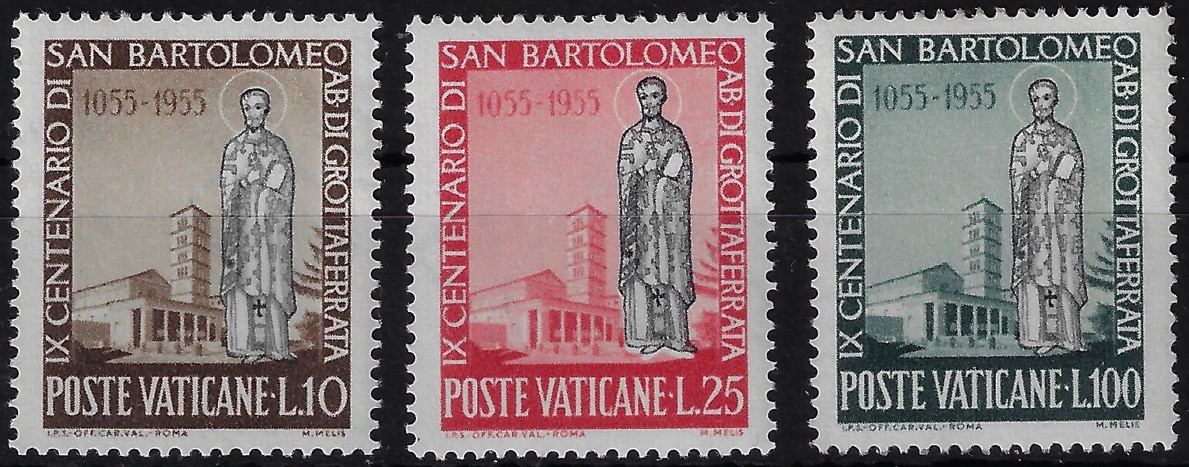 IX CENTENARIO DI
SAN BARTOLOMEO
AB. DI GROTTAFERRATA
1055-1955
POSTE VATICANE·L.10
I.P.S.-OFF.CAR.VAL.-ROMA
M.MELIS
IX CENTENARIO DI
SAN BARTOLOMEO
AB. DI GROTTAFERRATA
1055-1955
POSTE VATICANE·L.25
I.P.S.-OFF.CAR.VAL.-ROMA
M.MELIS
IX CENTENARIO DI
SAN BARTOLOMEO
AB. DI GROTTAFERRATA
1055-1955
POSTE VATICANE·L.100
I.P.S.-OFF.CAR.VAL.-ROMA
M.MELIS